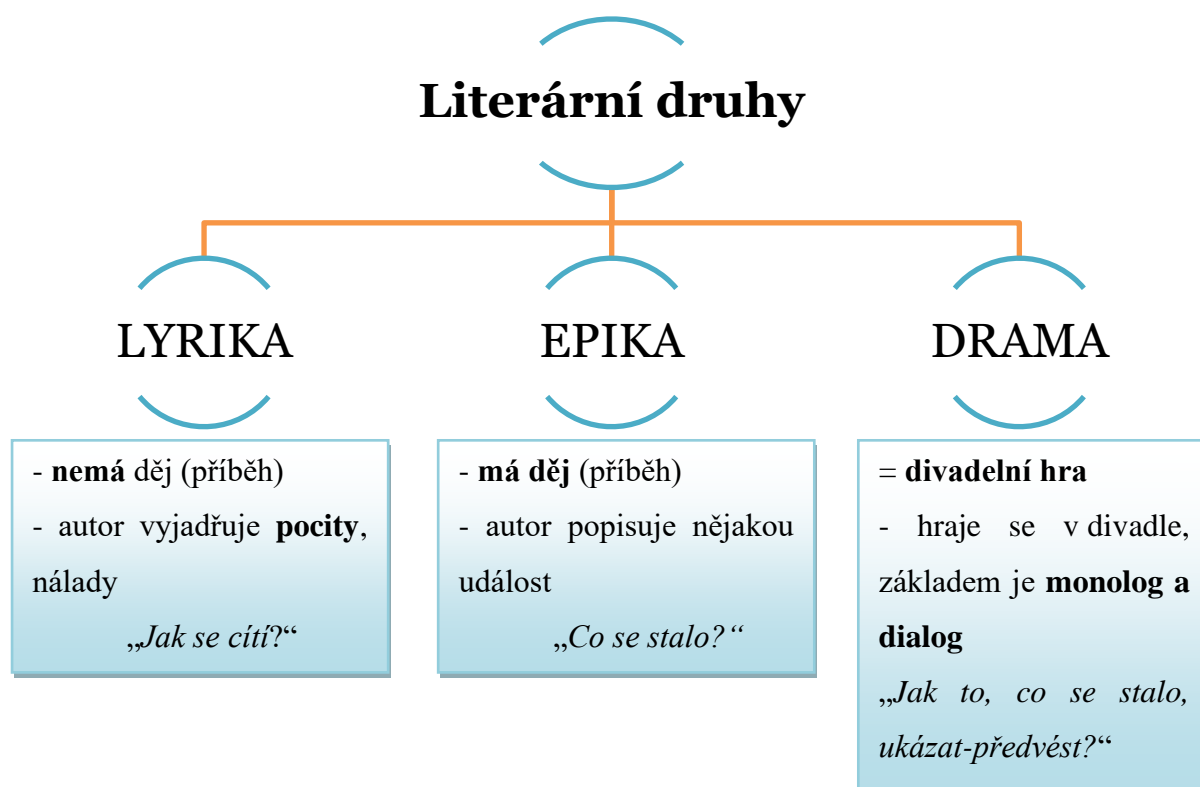 Literární druhy
LYRIKA
- nemá děj (příběh)
- autor vyjadřuje pocity,
nálady
„Jak se cítí?“
EPIKA
- má děj (příběh)
- autor popisuje nějakou
událost
„Co se stalo?“
DRAMA
= divadelní hra
- hraje se v divadle,
základem je monolog a
dialog
„Jak to, co se stalo,
ukázat-předvést?“